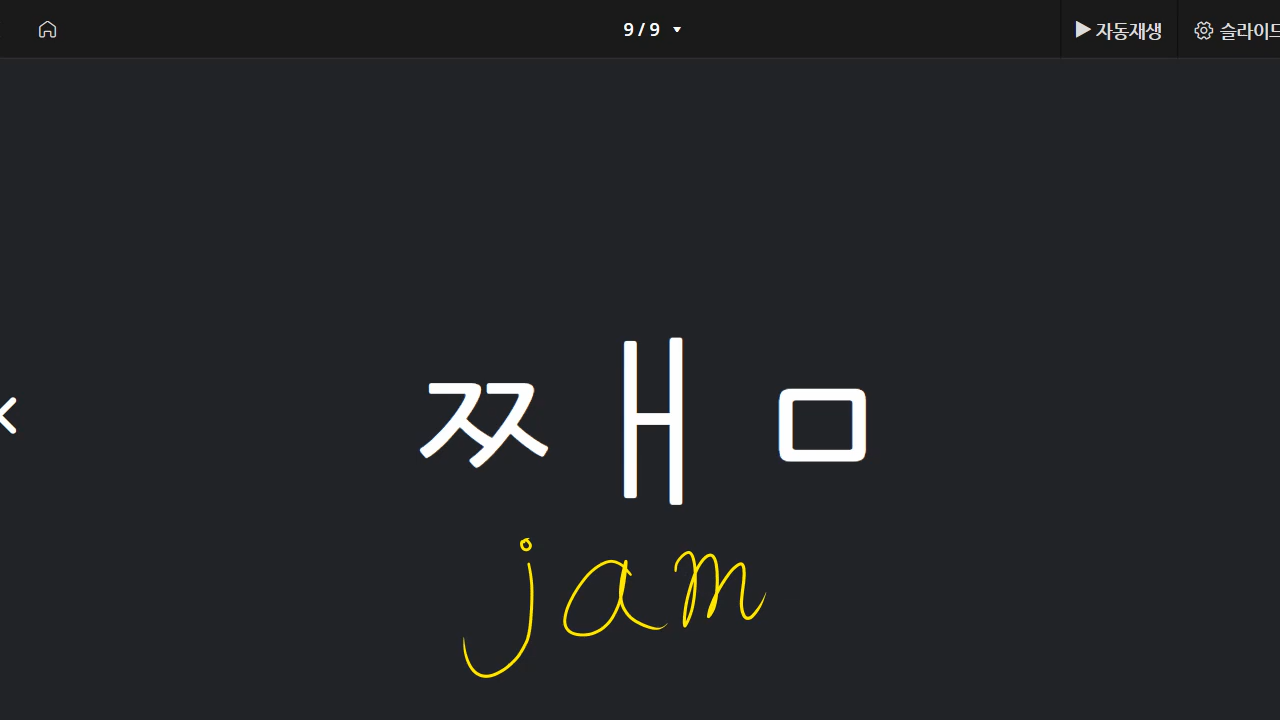 9 / 9
▶ 자동재생
슬라이드
ㅉ ㅐ ㅁ
jam